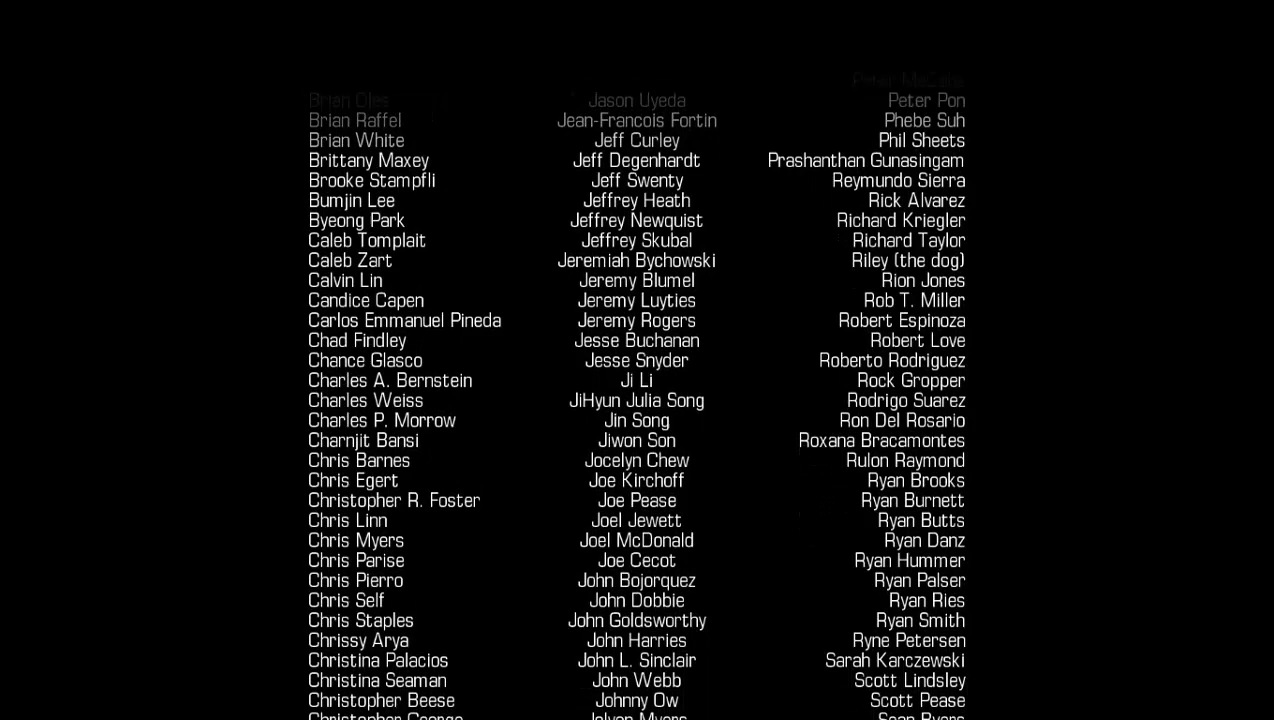 Brian Oles
Brian Raffel
Brian White
Brittany Maxey
Brooke Stampfli
Bumjin Lee
Byeong Park
Caleb Tomplait
Caleb Zart
Calvin Lin
Candice Capen
Carlos Emmanuel Pineda
Chad Findley
Chance Glasco
Charles A. Bernstein
Charles Weiss
Charles P. Morrow
Charnjit Bansi
Chris Barnes
Chris Egert
Christopher R. Foster
Chris Linn
Chris Myers
Chris Parise
Chris Pierro
Chris Self
Chris Staples
Chrissy Arya
Christina Palacios
Christina Seaman
Christopher Beese
Christopher George
Jason Uyeda
Jean-Francois Fortin
Jeff Curley
Jeff Degenhardt
Jeff Swenty
Jeffrey Heath
Jeffrey Newquist
Jeffrey Skubal
Jeremiah Bychowski
Jeremy Blumel
Jeremy Luyties
Jeremy Rogers
Jesse Buchanan
Jesse Snyder
Ji Li
JiHyun Julia Song
Jin Song
Jiwon Son
Jocelyn Chew
Joe Kirchoff
Joe Pease
Joel Jewett
Joel McDonald
Joe Cecot
John Bojorquez
John Dobbie
John Goldsworthy
John Harries
John L. Sinclair
John Webb
Johnny Ow
Myers
Peter
Peter Pon
Phebe Suh
Phil Sheets
Prashanthan Gunasingam
Reymundo Sierra
Rick Alvarez
Richard Kriegler
Richard Taylor
Riley (the dog)
Rion Jones
Rob T. Miller
Robert Espinoza
Robert Love
Roberto Rodriguez
Rock Gropper
Rodrigo Suarez
Ron Del Rosario
Roxana Bracamontes
Rulon Raymond
Ryan Brooks
Ryan Burnett
Ryan Butts
Ryan Danz
Ryan Hummer
Ryan Palser
Ryan Ries
Ryan Smith
Ryne Petersen
Sarah Karczewski
Scott Lindsley
Scott Pease
Sean